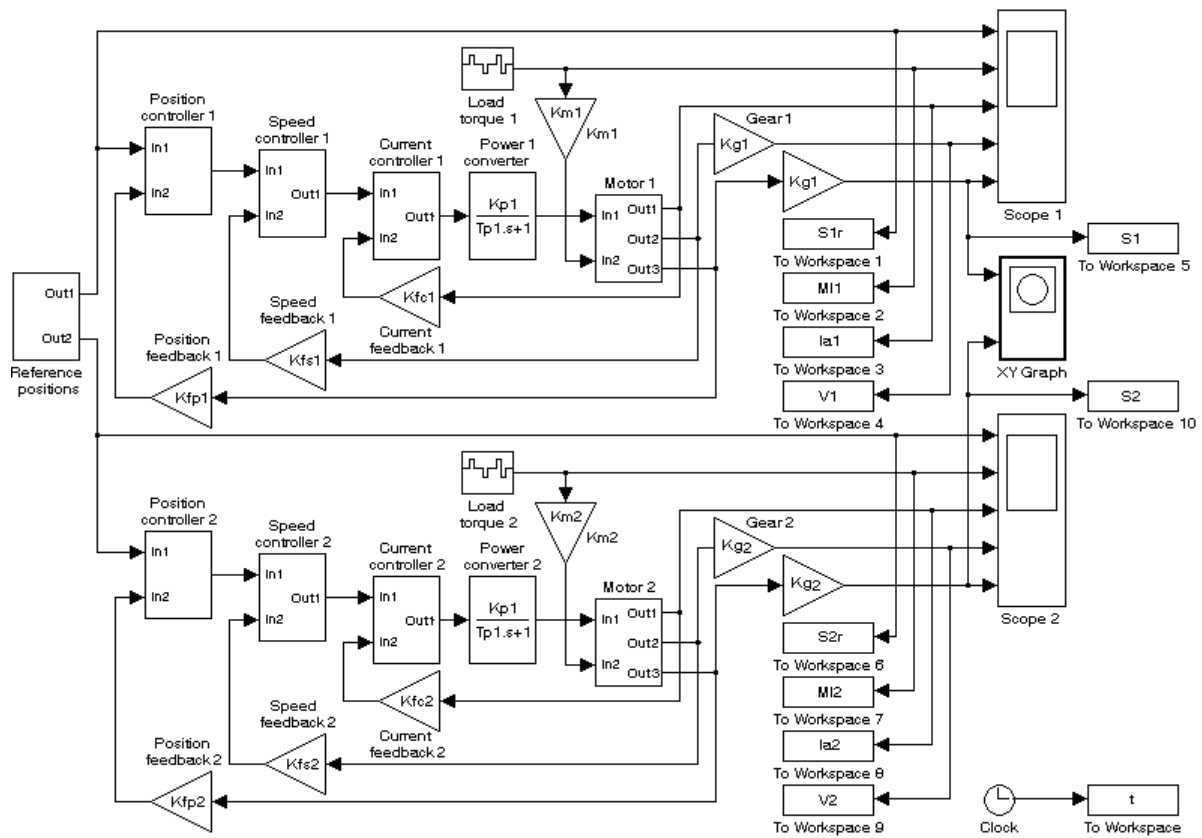 Position
controller 1
In1
In2
Speed
controller 1
In1
Out1
In2
Current
controller 1
In1
Out1
In2
Power 1
converter
Kp1
Tp1.s+1
Load
torque 1
Km1
Km1
Motor 1
In1
In2
Out1
Out2
Out3
Gear1
Kg1
Kg1
Scope 1
S1r
To Workspace 1
Ml1
To Workspace 2
Ia1
To Workspace 3
V1
To Workspace 4
S1
To Workspace 5
XY Graph
Out1
Out2
Reference
positions
Kfc1
Current
feedback 1
Speed
feedback 1
Kfs1
Position
feedback 1
Kfp1
S2
To Workspace 10
Position
controller 2
In1
In2
Speed
controller 2
In1
Out1
In2
Current
controller 2
In1
Out1
In2
Power
converter 2
Kp1
Tp1.s+1
Load
torque 2
Km2
Km2
Motor 2
In1
In2
Out1
Out2
Out3
Gear2
Kg2
Kg2
Scope 2
S2r
To Workspace 6
Ml2
To Workspace 7
Ia2
To Workspace 8
V2
To Workspace 9
Kfc2
Current
feedback 2
Speed
feedback 2
Kfs2
Position
feedback 2
Kfp2
Clock
t
To Workspace